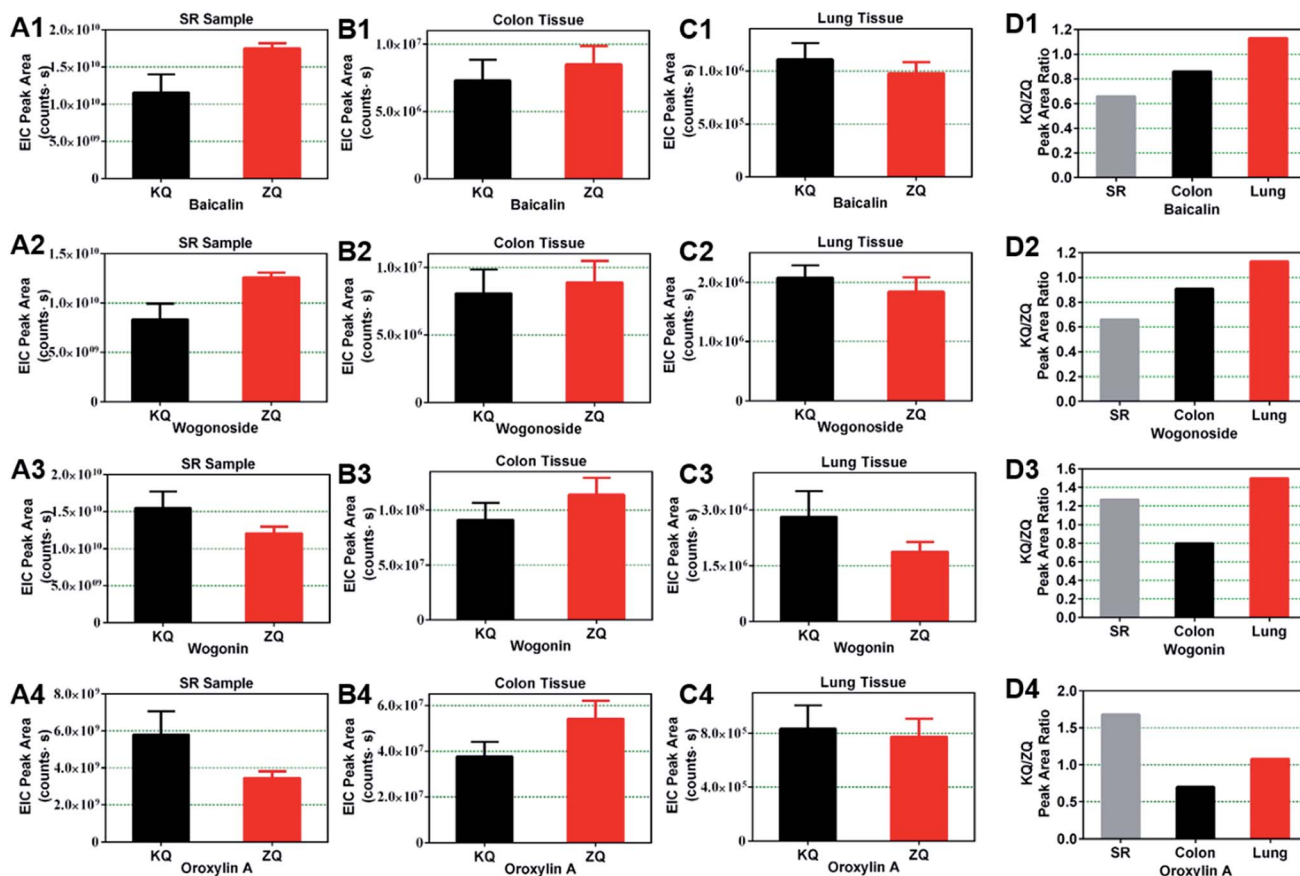 A1
SR Sample
EIC Peak Area
(counts· s)
2.0×10¹⁰
1.5×10¹⁰
1.0×10¹⁰
5.0×10⁰⁹
0
KQ ZQ
Baicalin
B1
Colon Tissue
EIC Peak Area
(counts· s)
1.0×10⁷
5.0×10⁶
0
KQ ZQ
Baicalin
C1
Lung Tissue
EIC Peak Area
(counts· s)
1.0×10⁶
5.0×10⁵
0
KQ ZQ
Baicalin
D1
KQ/ZQ
Peak Area Ratio
1.2
1.0
0.8
0.6
0.4
0.2
0.0
SR Colon Lung
Baicalin
A2
SR Sample
EIC Peak Area
(counts· s)
1.5×10¹⁰
1.0×10¹⁰
5.0×10⁰⁹
0
KQ ZQ
Wogonoside
B2
Colon Tissue
EIC Peak Area
(counts· s)
1.0×10⁷
5.0×10⁶
0
KQ ZQ
Wogonoside
C2
Lung Tissue
EIC Peak Area
(counts· s)
2.0×10⁶
1.0×10⁶
0
KQ ZQ
Wogonoside
D2
KQ/ZQ
Peak Area Ratio
1.2
1.0
0.8
0.6
0.4
0.2
0.0
SR Colon Lung
Wogonoside
A3
SR Sample
EIC Peak Area
(counts· s)
2.0×10¹⁰
1.5×10¹⁰
1.0×10¹⁰
5.0×10⁰⁹
0
KQ ZQ
Wogonin
B3
Colon Tissue
EIC Peak Area
(counts· s)
1.0×10⁸
5.0×10⁷
0
KQ ZQ
Wogonin
C3
Lung Tissue
EIC Peak Area
(counts· s)
3.0×10⁶
1.5×10⁶
0
KQ ZQ
Wogonin
D3
KQ/ZQ
Peak Area Ratio
1.6
1.4
1.2
1.0
0.8
0.6
0.4
0.2
0.0
SR Colon Lung
Wogonin
A4
SR Sample
EIC Peak Area
(counts· s)
8.0×10⁹
6.0×10⁹
4.0×10⁹
2.0×10⁹
0
KQ ZQ
Oroxylin A
B4
Colon Tissue
EIC Peak Area
(counts· s)
6.0×10⁷
4.0×10⁷
2.0×10⁷
0
KQ ZQ
Oroxylin A
C4
Lung Tissue
EIC Peak Area
(counts· s)
8.0×10⁵
4.0×10⁵
0
KQ ZQ
Oroxylin A
D4
KQ/ZQ
Peak Area Ratio
2.0
1.5
1.0
0.5
0.0
SR Colon Lung
Oroxylin A